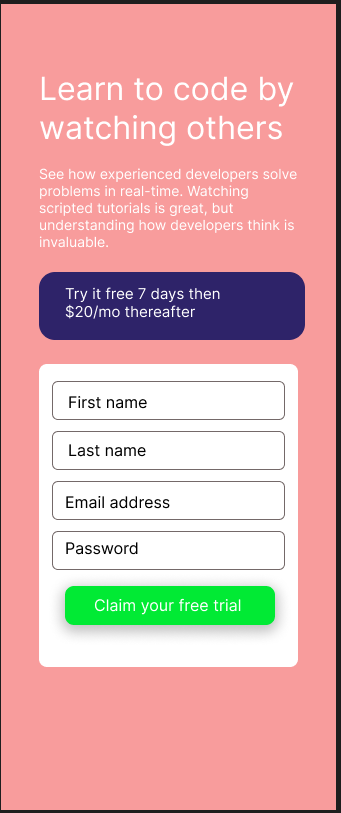 Learn to code by
watching others
See how experienced developers solve
problems in real-time. Watching
scripted tutorials is great, but
understanding how developers think is
invaluable.
Try it free 7 days then
$20/mo thereafter
First name
Last name
Email address
Password
Claim your free trial